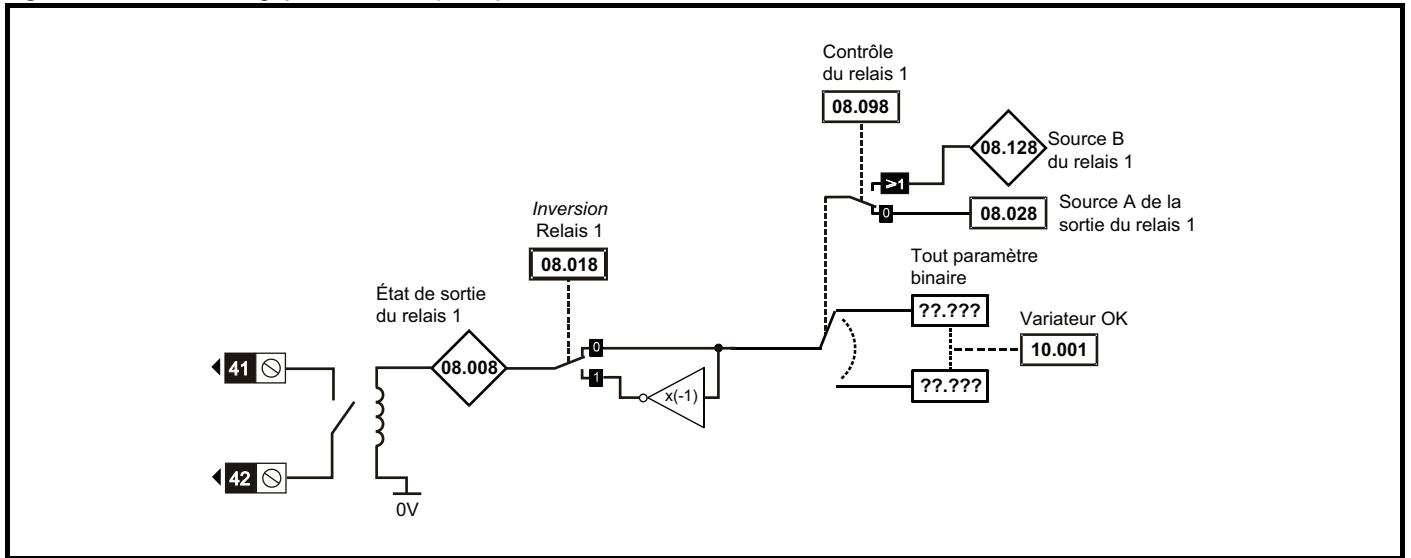 Contrôle
du relais 1
08.098
08.128
Source B
du relais 1
>1
0
08.028
Source A de la
sortie du relais 1
Inversion
Relais 1
08.018
Tout paramètre
binaire
??.???
Variateur OK
10.001
??.???
État de sortie
du relais 1
08.008
0
1
x(-1)
41
42
0V